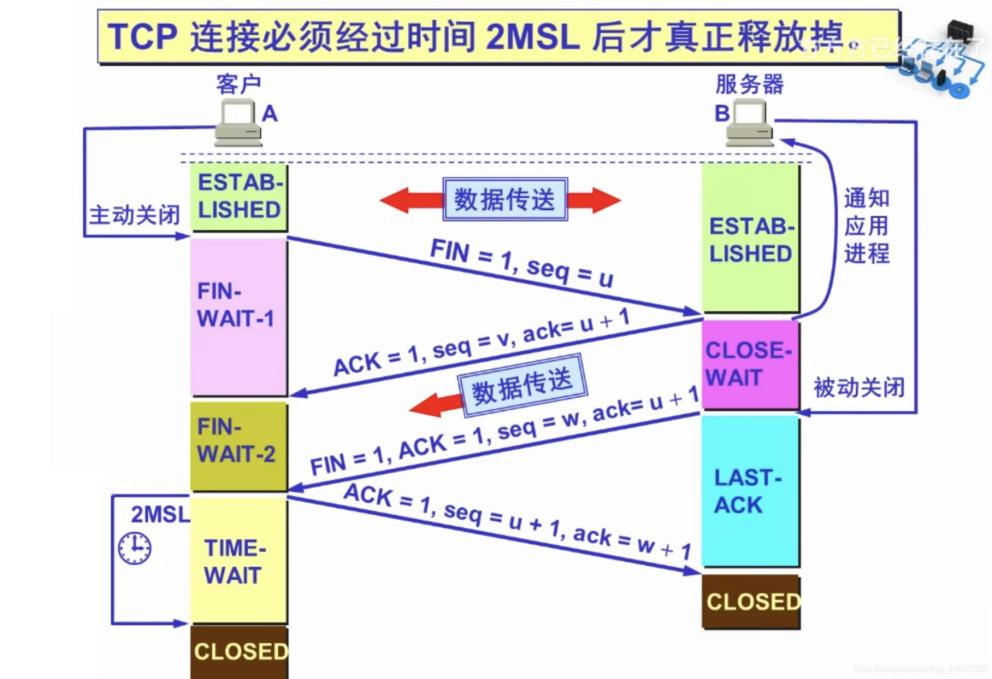 TCP 连接必须经过时间 2MSL 后才真正释放掉。
客户
A
服务器
B
ESTAB-
LISHED
数据传送
ESTAB-
LISHED
通知
应用
进程
主动关闭
FIN = 1, seq = u
FIN-
WAIT-1
ACK = 1, seq = v, ack= u + 1
CLOSE-
WAIT
数据传送
被动关闭
FIN-
WAIT-2
FIN = 1, ACK = 1, seq = w, ack= u + 1
LAST-
ACK
ACK = 1, seq = u + 1, ack = w + 1
2MSL
TIME-
WAIT
CLOSED
CLOSED